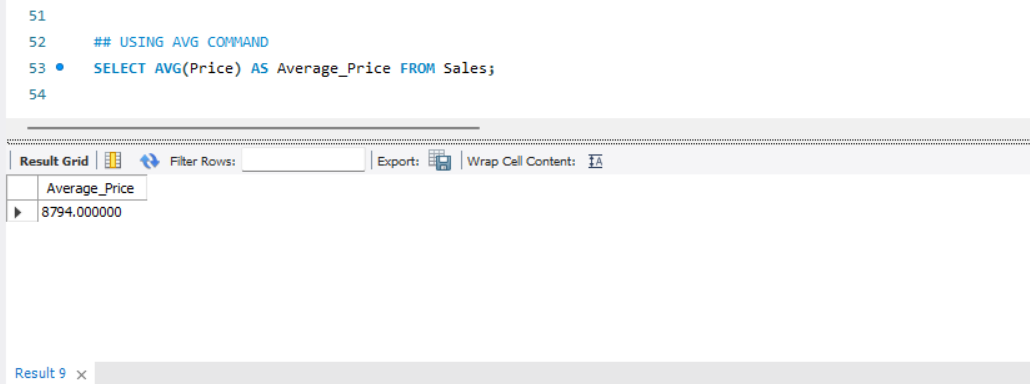 51
52 ## USING AVG COMMAND
53 SELECT AVG(Price) AS Average_Price FROM Sales;
54
Result Grid Filter Rows: Export: Wrap Cell Content: IA
Average_Price
8794.000000
Result 9